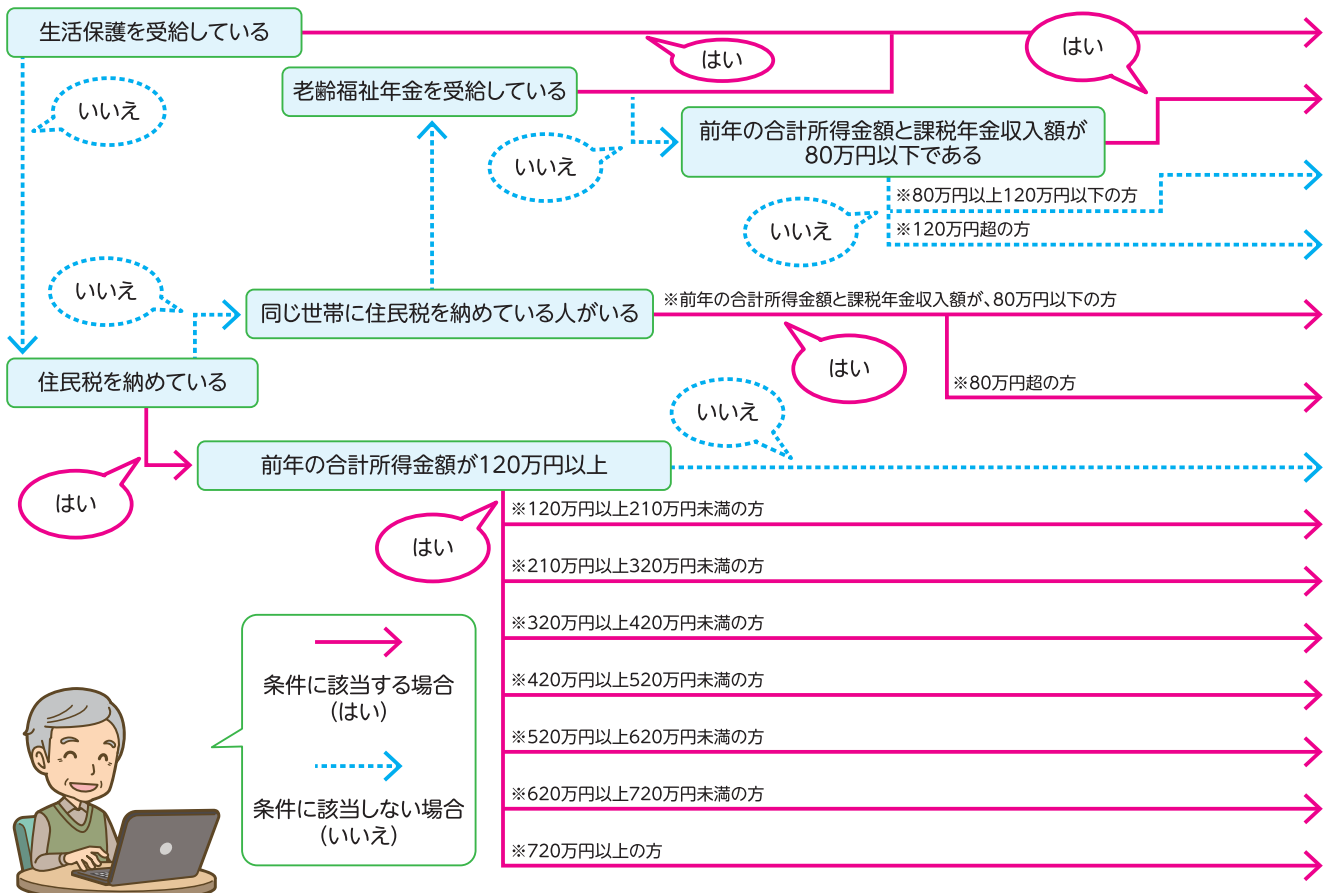 生活保護を受給している
はい
はい
老齢福祉年金を受給している
いいえ
いいえ
前年の合計所得金額と課税年金収入額が
80万円以下である
※80万円以上120万円以下の方
いいえ
※120万円超の方
いいえ
同じ世帯に住民税を納めている人がいる
※前年の合計所得金額と課税年金収入額が、80万円以下の方
はい
住民税を納めている
※80万円超の方
いいえ
前年の合計所得金額が120万円以上
はい
はい
※120万円以上210万円未満の方
※210万円以上320万円未満の方
※320万円以上420万円未満の方
※420万円以上520万円未満の方
※520万円以上620万円未満の方
※620万円以上720万円未満の方
※720万円以上の方
条件に該当する場合
(はい)
条件に該当しない場合
(いいえ)